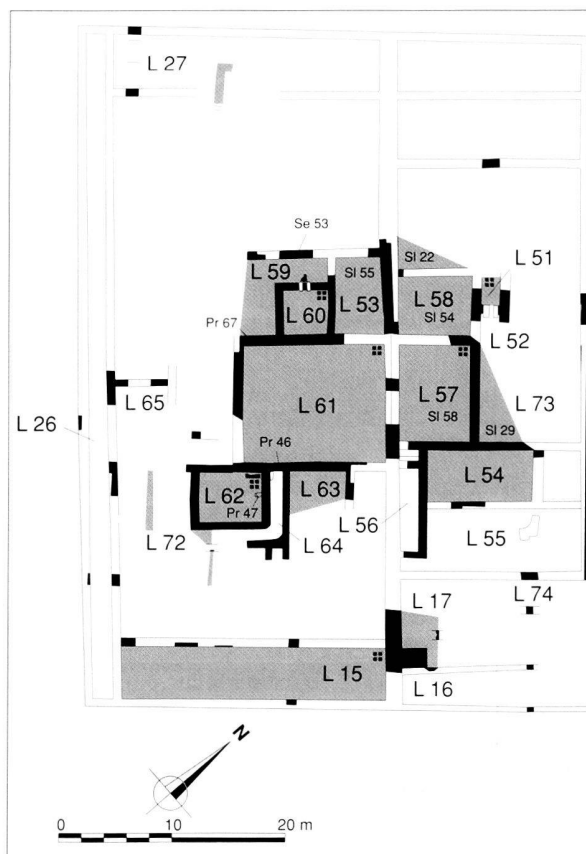 L 27
Se 53
Sl 22
L 59
Sl 55
L 51
L 60
L 53
L 58
Sl 54
Pr 67
L 52
L 65
L 61
L 57
L 73
L 26
Sl 58
Sl 29
Pr 46
L 62
L 63
L 54
Pr 47
L 56
L 72
L 64
L 55
L 17
L 74
L 15
L 16
N
0 10 20 m